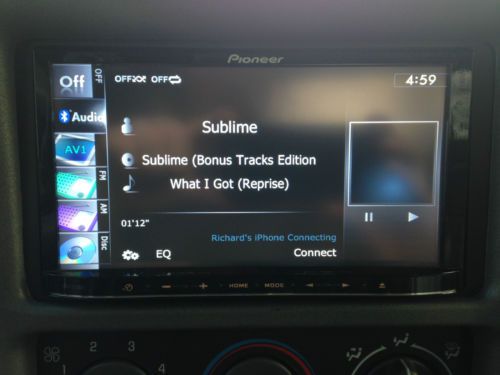 Pioneer
Off OFF OFF OFF 4:59
Audio
Sublime
AV1
Sublime (Bonus Tracks Edition
What I Got (Reprise)
FM
AM
01'12"
Disc
Richard's iPhone Connecting
EQ Connect
− + HOME MODE
1 2 3 4